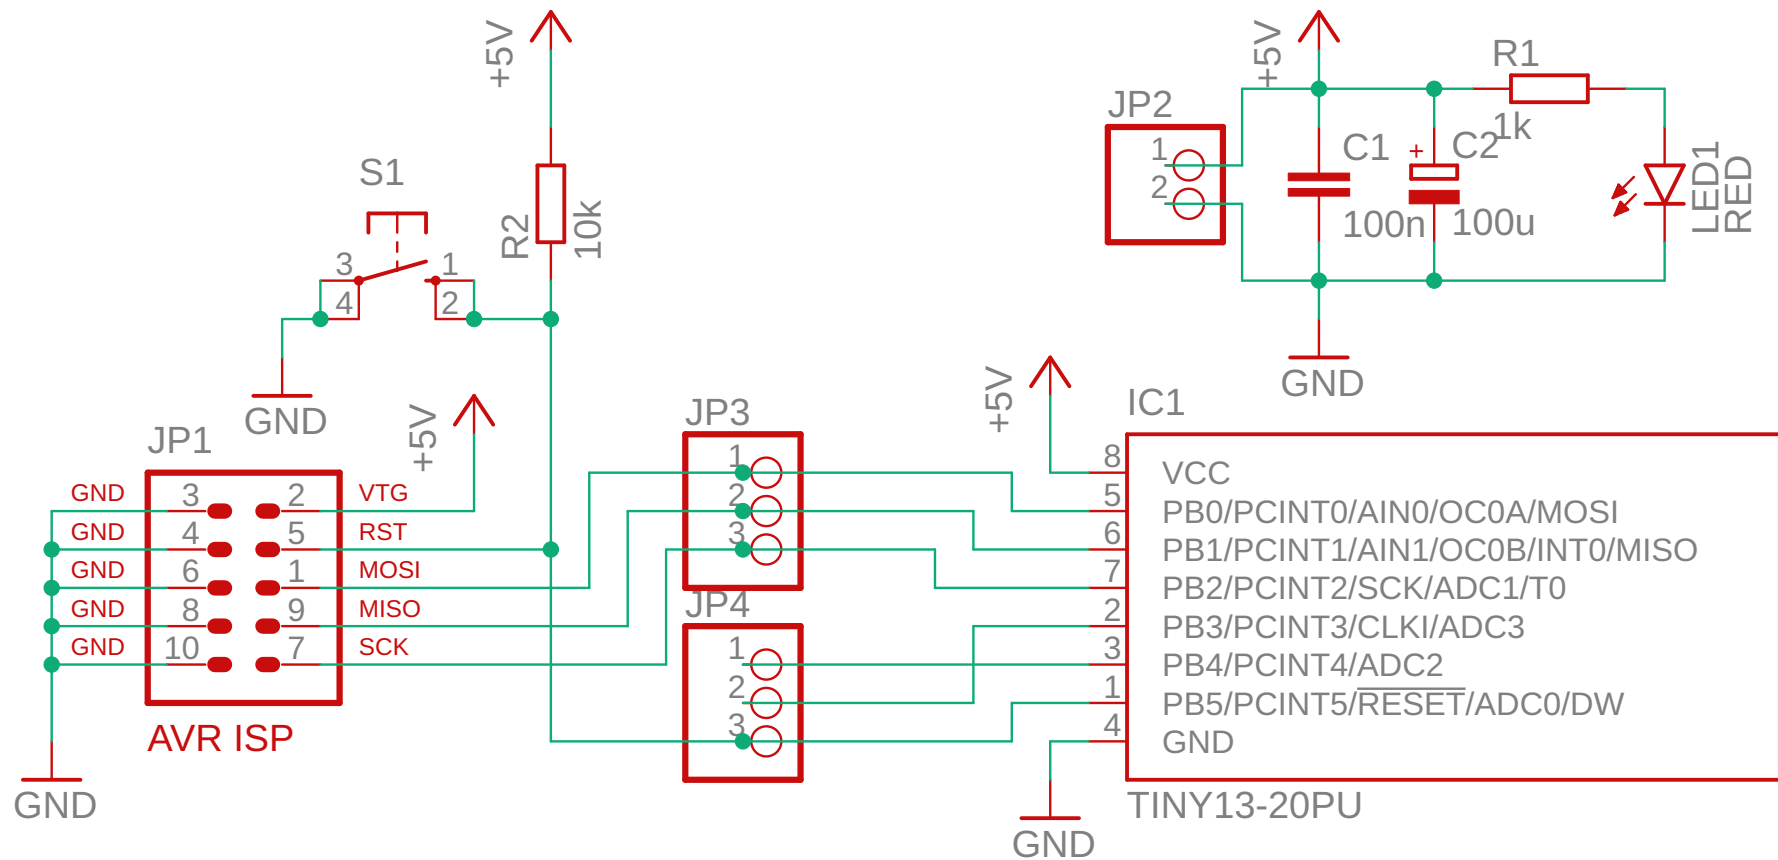 +5V
S1
R2
10k
3
1
4
2
GND
+5V
R1
1k
JP2
1
2
C1
100n
+
C2
100u
LED1
RED
GND
JP1
+5V
GND 3 2 VTG
GND 4 5 RST
GND 6 1 MOSI
GND 8 9 MISO
GND 10 7 SCK
AVR ISP
GND
JP3
1
2
3
JP4
1
2
3
+5V
IC1
8 VCC
5 PB0/PCINT0/AIN0/OC0A/MOSI
6 PB1/PCINT1/AIN1/OC0B/INT0/MISO
7 PB2/PCINT2/SCK/ADC1/T0
2 PB3/PCINT3/CLKI/ADC3
3 PB4/PCINT4/ADC2
1 PB5/PCINT5/RESET/ADC0/DW
4 GND
TINY13-20PU
GND